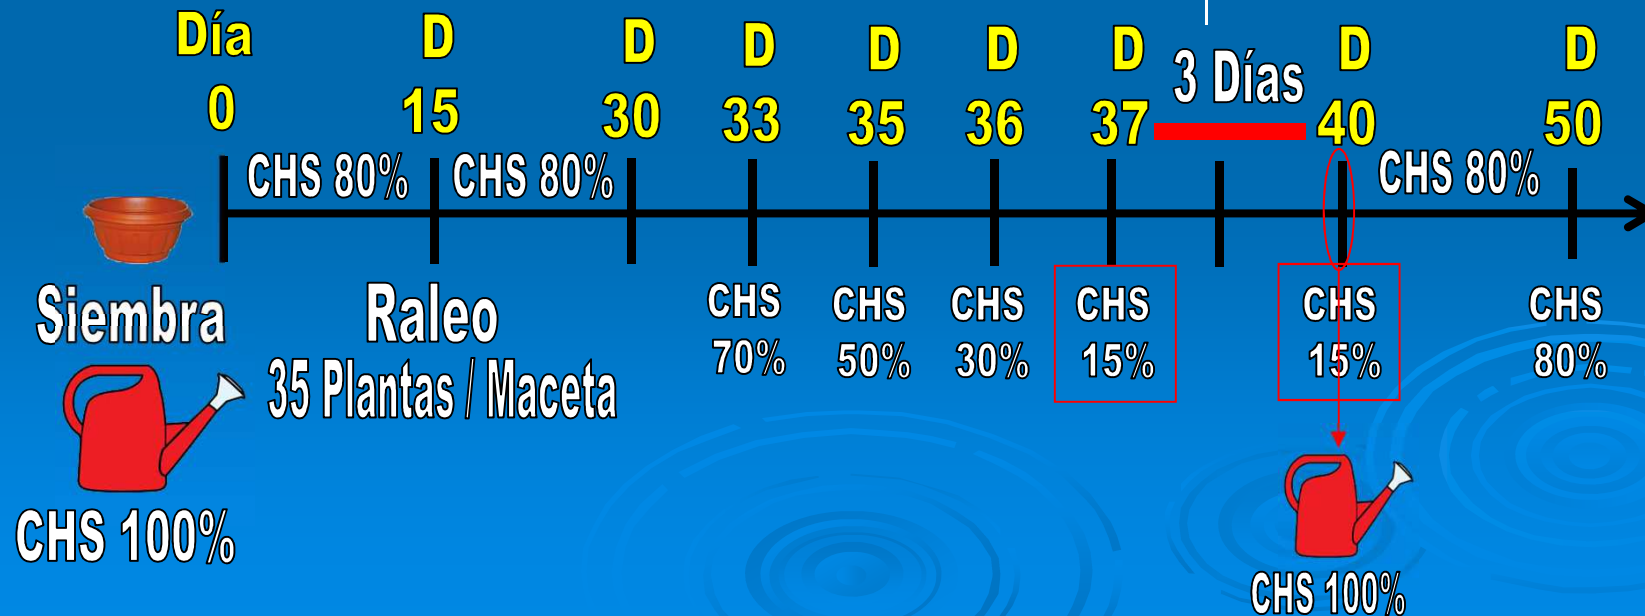 Día D D D D D D D D
0 15 30 33 35 36 37 3 Días 40 50
CHS 80% CHS 80% CHS 80%
Siembra Raleo
35 Plantas / Maceta
CHS CHS CHS CHS CHS CHS
70% 50% 30% 15% 15% 80%
CHS 100%
CHS 100%